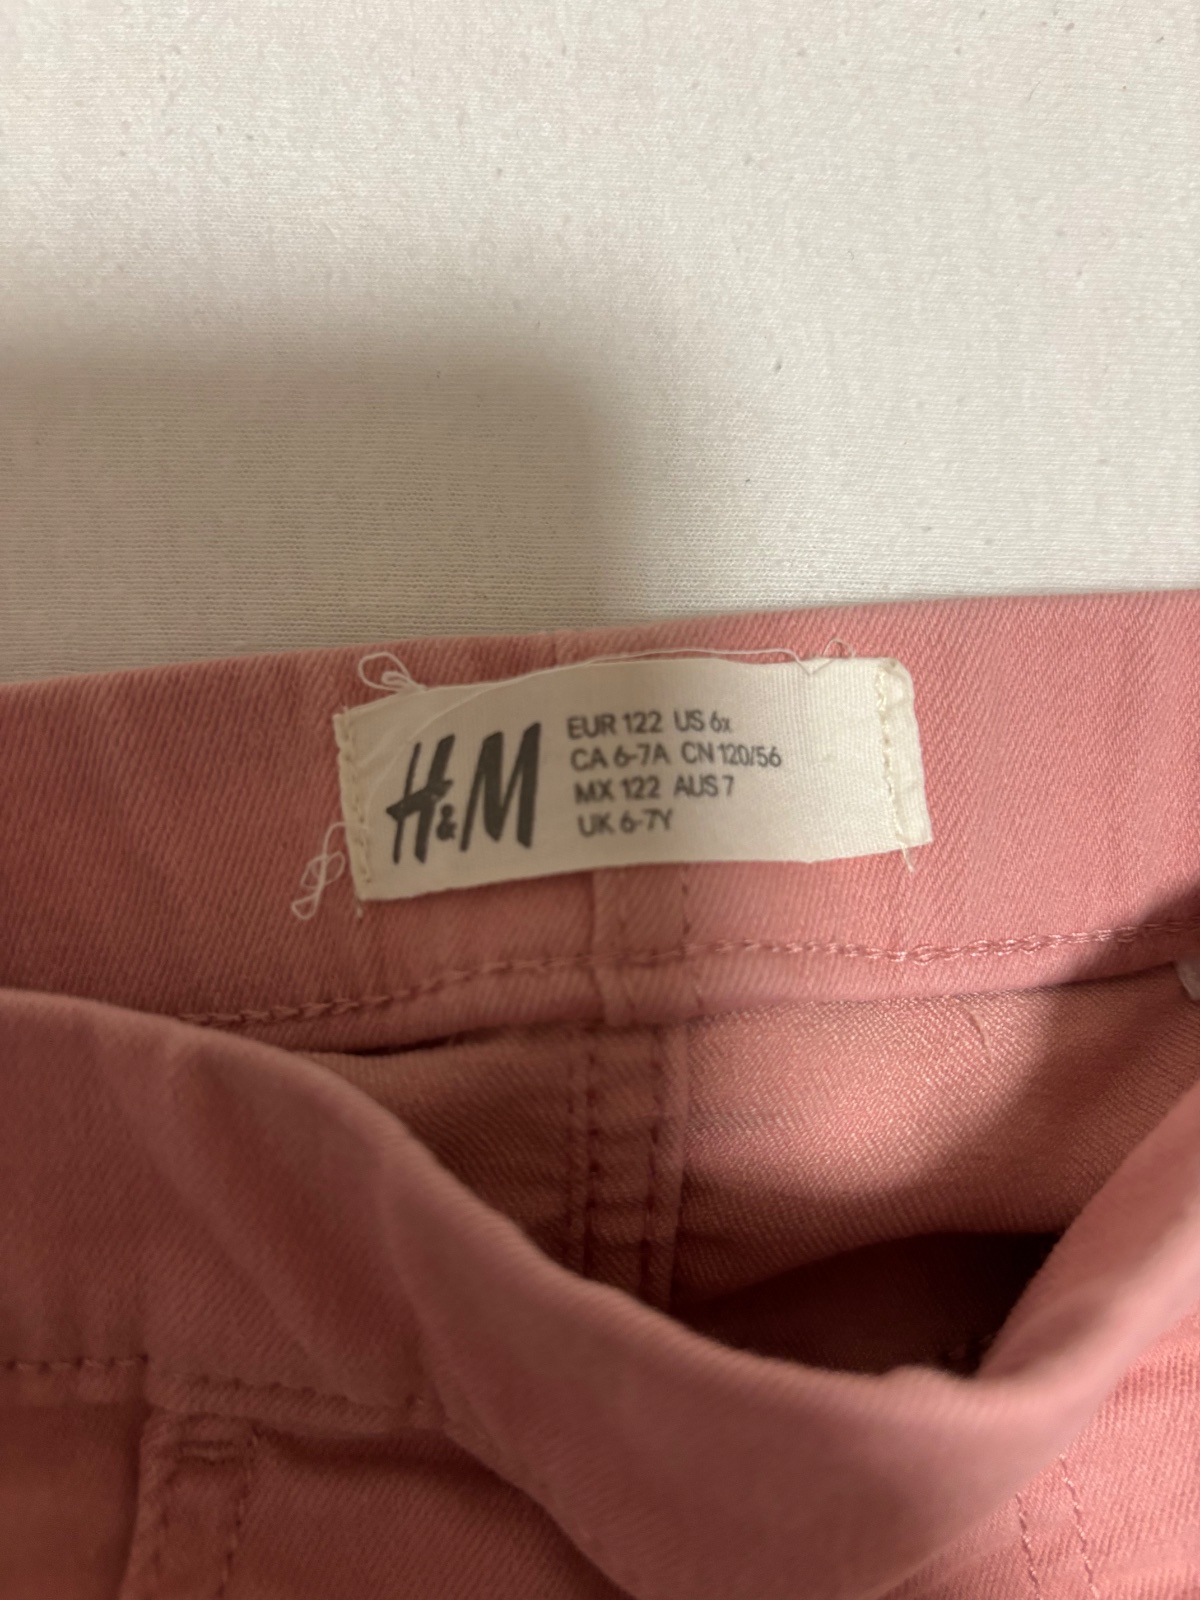 H&M
EUR 122 US 6x
CA 6-7A CN 120/56
MX 122 AUS 7
UK 6-7Y